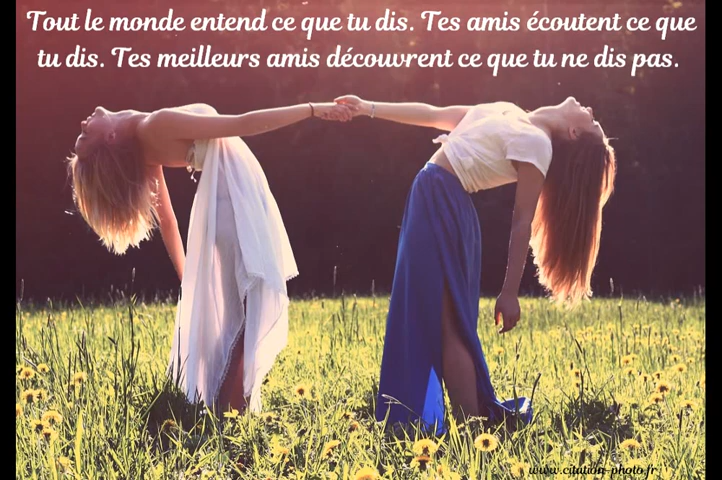 Tout le monde entend ce que tu dis. Tes amis écoutent ce que
tu dis. Tes meilleurs amis découvrent ce que tu ne dis pas.
www.citation-photo.fr